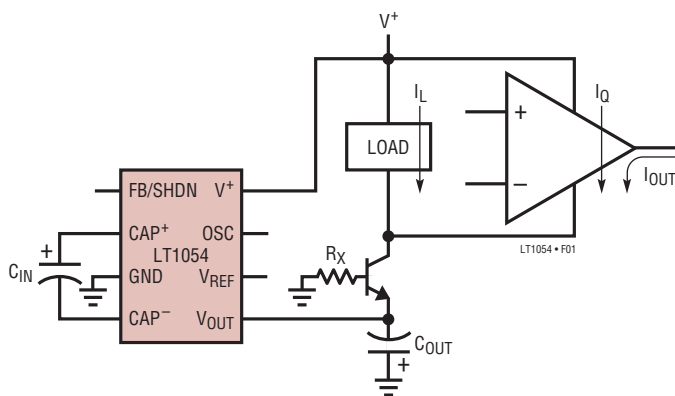 V+
IL
IQ
LOAD
+
−
IOUT
LT1054 • F01
FB/SHDN V+
CAP+ OSC
LT1054
GND VREF
CAP− VOUT
+
CIN
RX
COUT
+